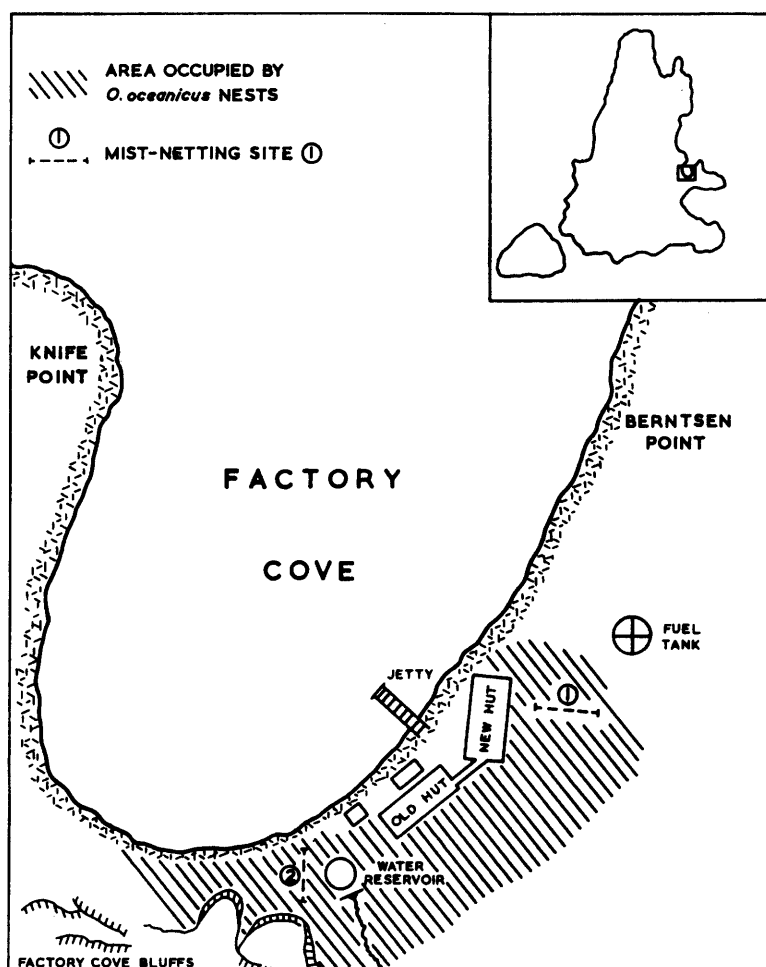 AREA OCCUPIED BY
O. oceanicus NESTS
①
MIST-NETTING SITE ①
KNIFE
POINT
BERNTSEN
POINT
FACTORY
COVE
FUEL
TANK
JETTY
①
NEW HUT
OLD HUT
②
WATER
RESERVOIR
FACTORY COVE BLUFFS